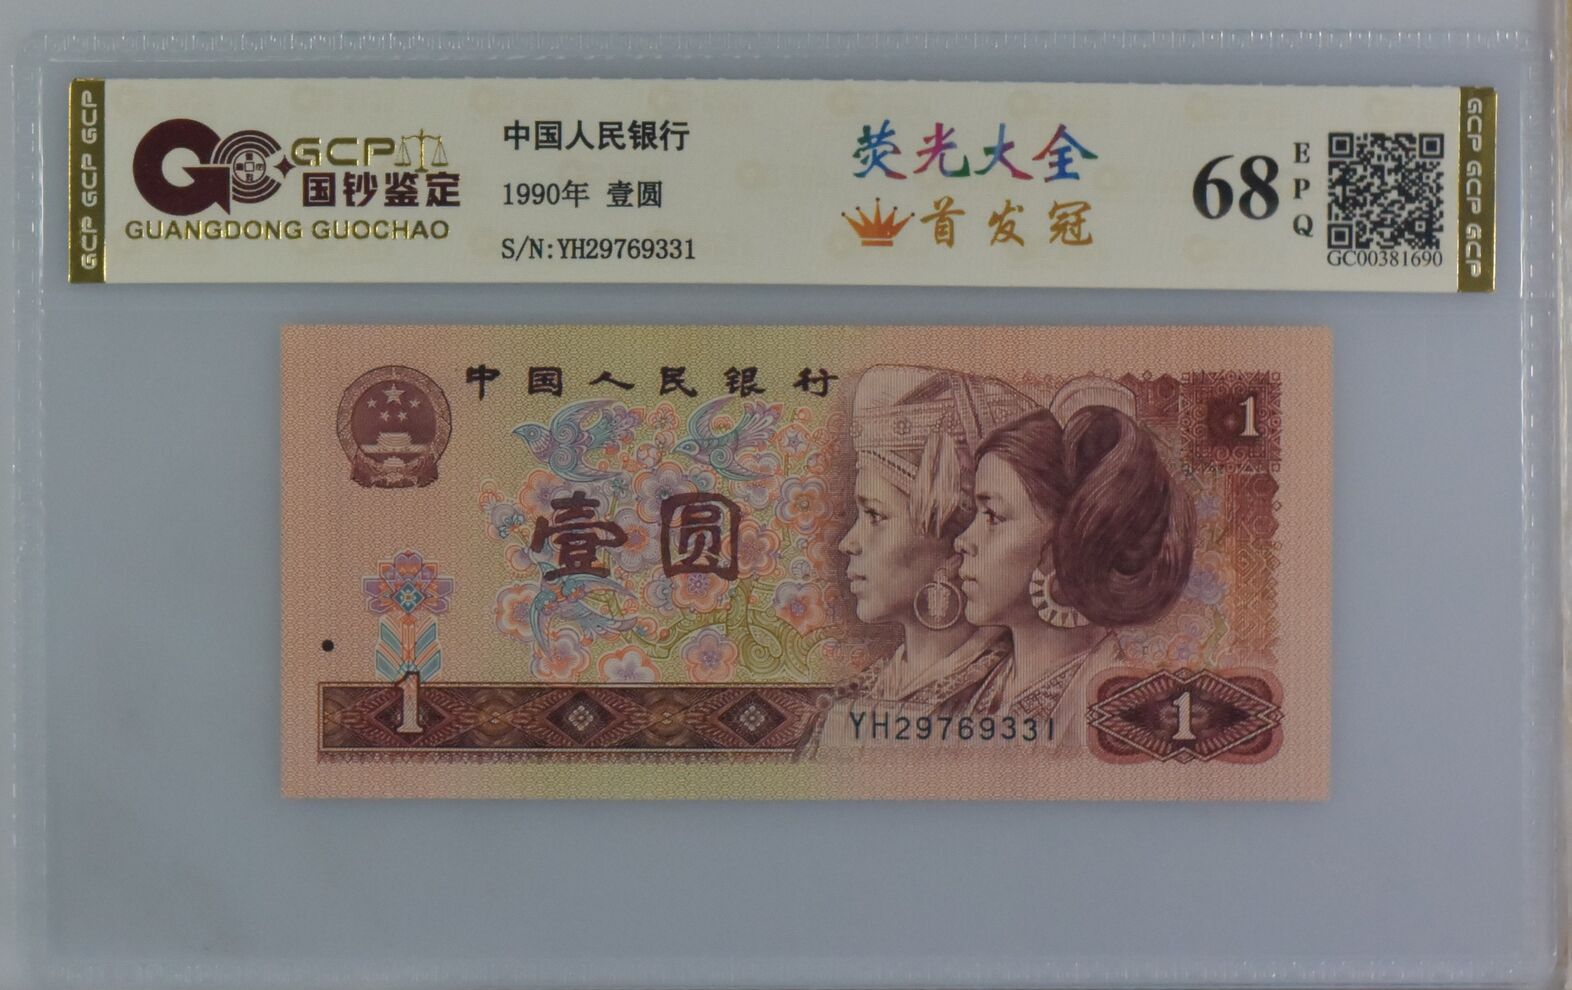 GCP GCP GCP
GCP
国钞鉴定
GUANGDONG GUOCHAO
中国人民银行
1990年 壹圆
S/N:YH29769331
荧光大全
首发冠
68
EPQ
GC00381690
GCP GCP GCP
中国人民银行
1
壹圆
1
YH29769331
1